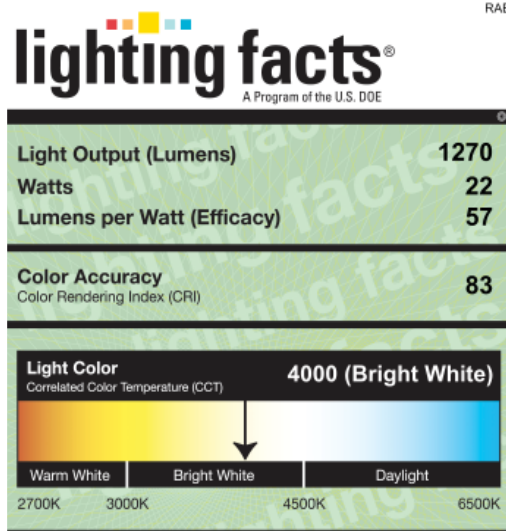 RAB
lighting facts®
A Program of the U.S. DOE
Light Output (Lumens) 1270
Watts 22
Lumens per Watt (Efficacy) 57
Color Accuracy 83
Color Rendering Index (CRI)
Light Color 4000 (Bright White)
Correlated Color Temperature (CCT)
Warm White Bright White Daylight
2700K 3000K 4500K 6500K